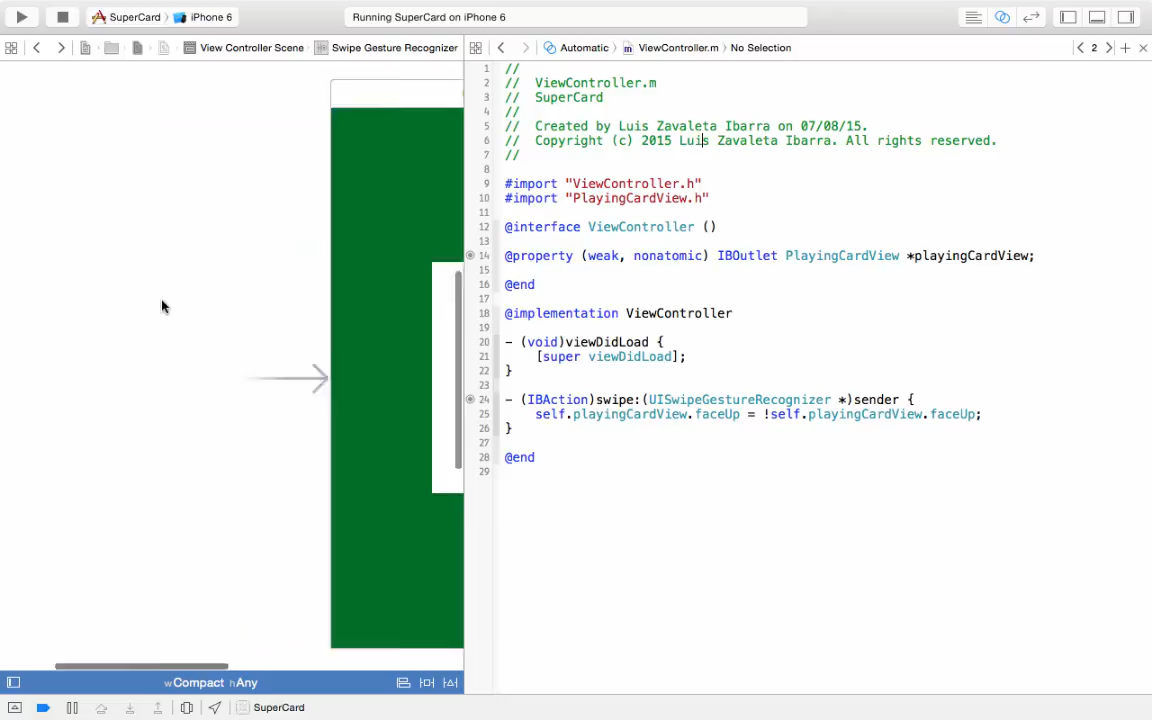 SuperCard iPhone 6 Running SuperCard on iPhone 6
View Controller Scene Swipe Gesture Recognizer Automatic ViewController.m No Selection 2
1 //
2 // ViewController.m
3 // SuperCard
4 //
5 // Created by Luis Zavaleta Ibarra on 07/08/15.
6 // Copyright (c) 2015 Luis Zavaleta Ibarra. All rights reserved.
7 //
8
9 #import "ViewController.h"
10 #import "PlayingCardView.h"
11
12 @interface ViewController ()
13
14 @property (weak, nonatomic) IBOutlet PlayingCardView *playingCardView;
15
16 @end
17
18 @implementation ViewController
19
20 - (void)viewDidLoad {
21 [super viewDidLoad];
22 }
23
24 - (IBAction)swipe:(UISwipeGestureRecognizer *)sender {
25 self.playingCardView.faceUp = !self.playingCardView.faceUp;
26 }
27
28 @end
29
wCompact hAny
SuperCard